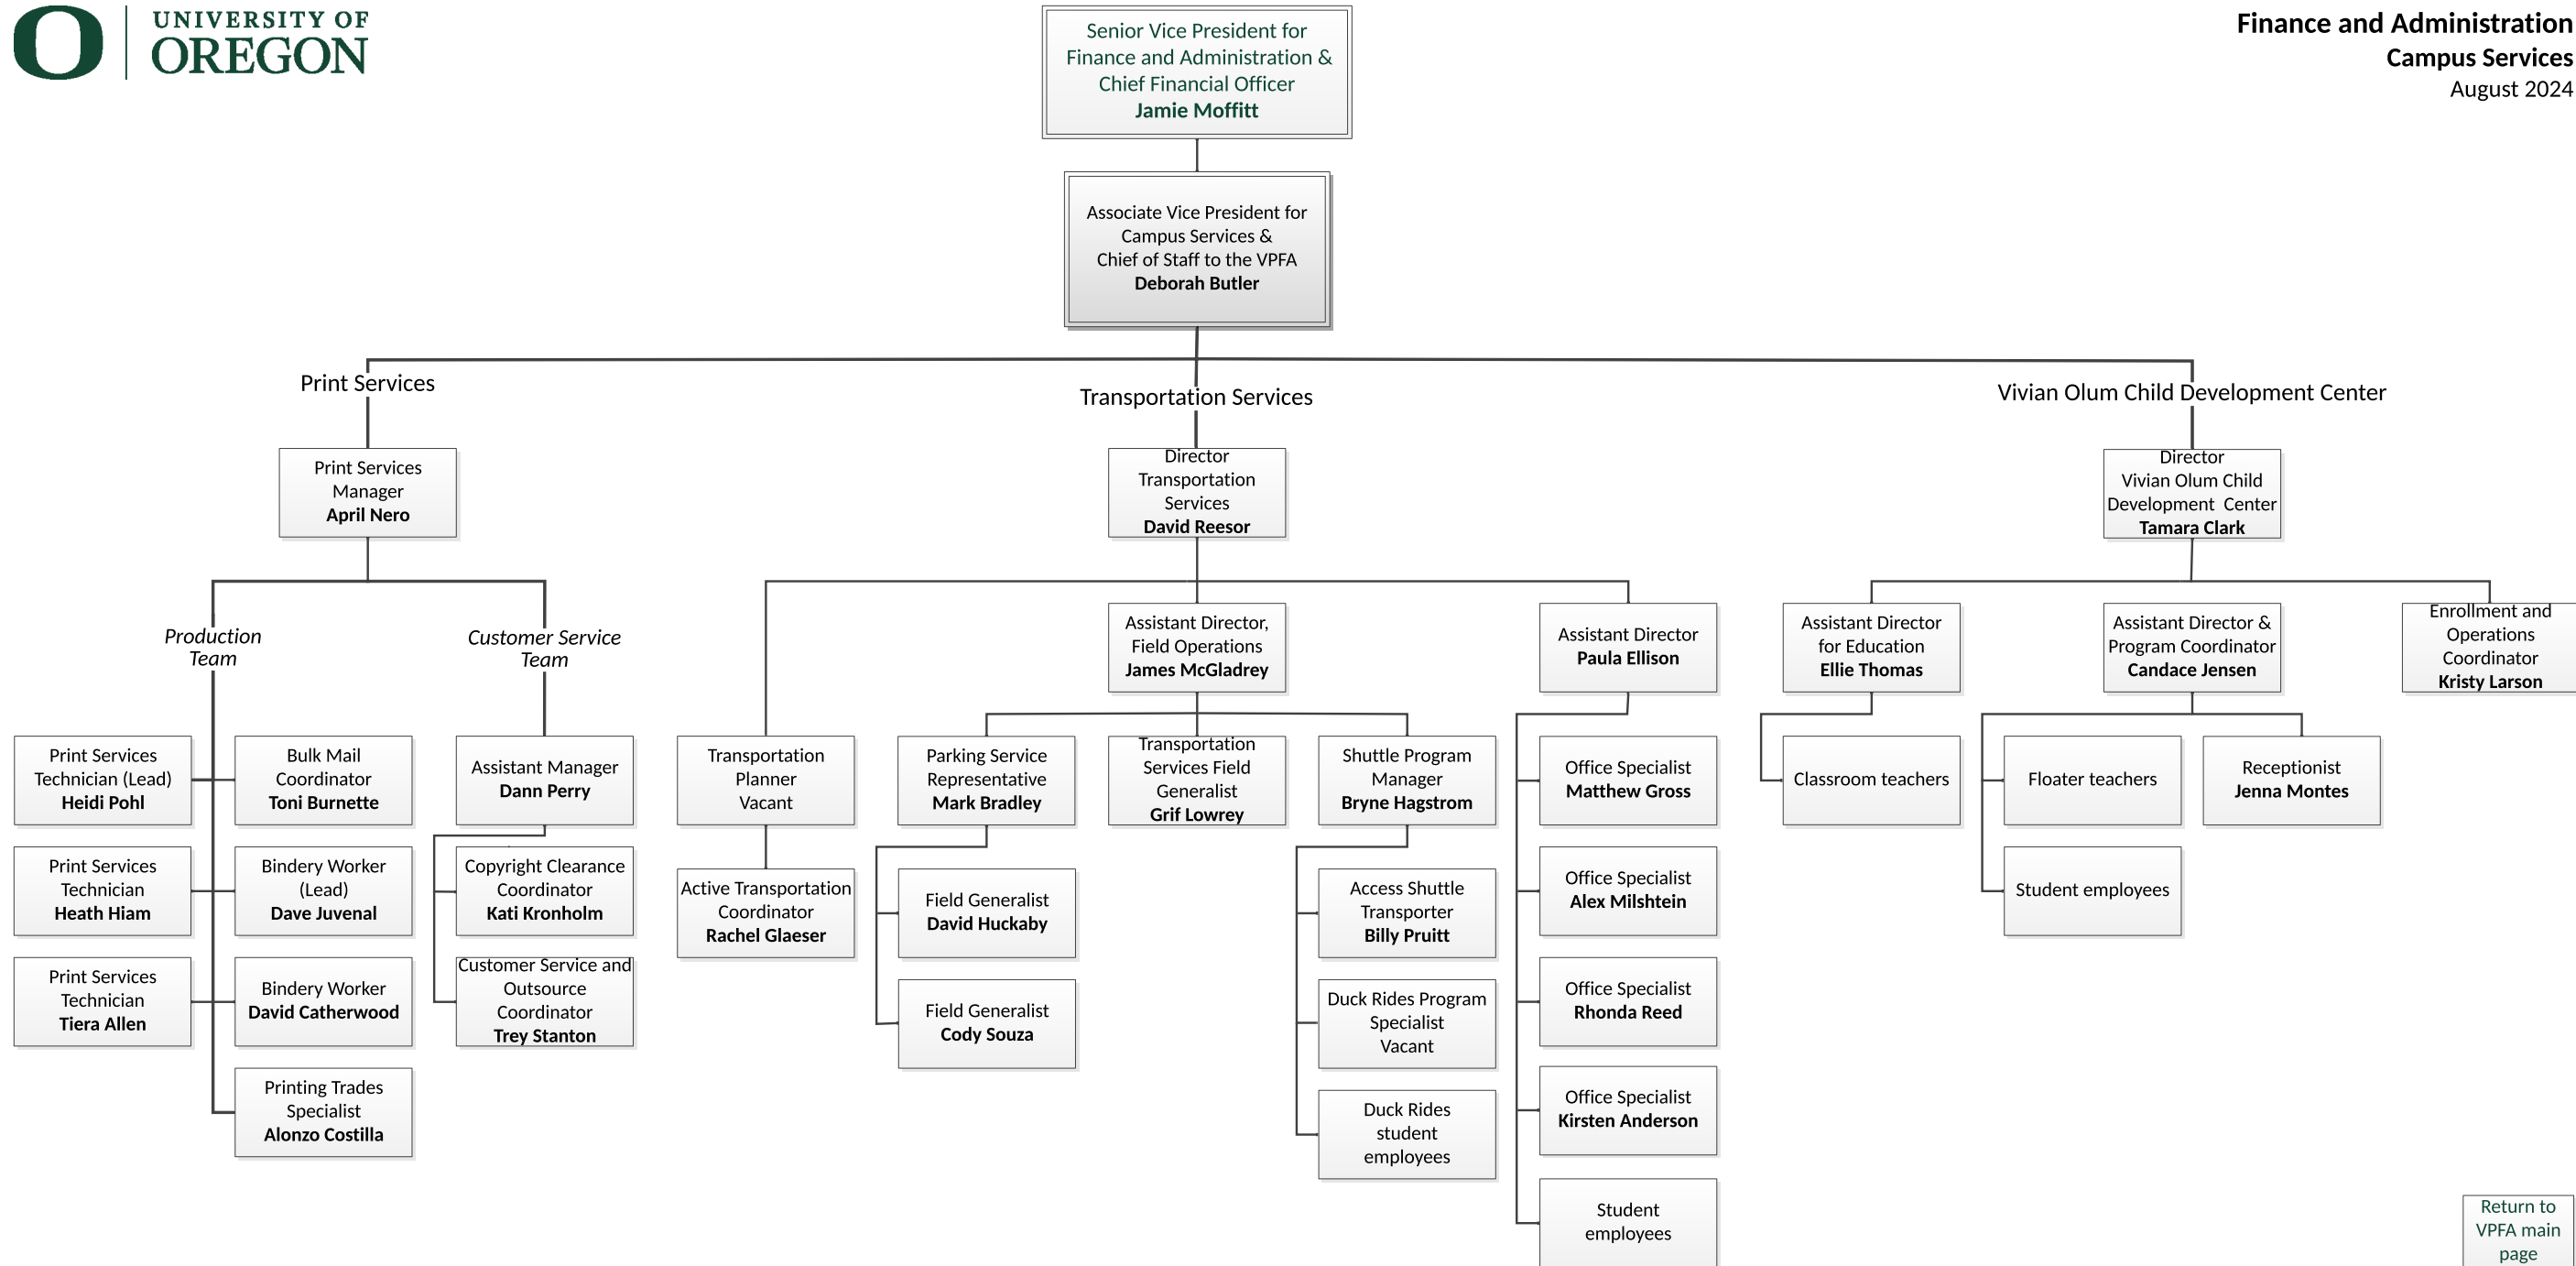 UNIVERSITY OF
OREGON
Senior Vice President for
Finance and Administration &
Chief Financial Officer
Jamie Moffitt
Finance and Administration
Campus Services
August 2024
Associate Vice President for
Campus Services &
Chief of Staff to the VPFA
Deborah Butler
Print Services
Transportation Services
Vivian Olum Child Development Center
Print Services
Manager
April Nero
Director
Transportation
Services
David Reesor
Director
Vivian Olum Child
Development Center
Tamara Clark
Production
Team
Customer Service
Team
Assistant Director,
Field Operations
James McGladrey
Assistant Director
Paula Ellison
Assistant Director
for Education
Ellie Thomas
Assistant Director &
Program Coordinator
Candace Jensen
Enrollment and
Operations
Coordinator
Kristy Larson
Print Services
Technician (Lead)
Heidi Pohl
Bulk Mail
Coordinator
Toni Burnette
Assistant Manager
Dann Perry
Transportation
Planner
Vacant
Parking Service
Representative
Mark Bradley
Transportation
Services Field
Generalist
Grif Lowrey
Shuttle Program
Manager
Bryne Hagstrom
Office Specialist
Matthew Gross
Classroom teachers
Floater teachers
Receptionist
Jenna Montes
Print Services
Technician
Heath Hiam
Bindery Worker
(Lead)
Dave Juvenal
Copyright Clearance
Coordinator
Kati Kronholm
Active Transportation
Coordinator
Rachel Glaeser
Field Generalist
David Huckaby
Access Shuttle
Transporter
Billy Pruitt
Office Specialist
Alex Milshtein
Student employees
Print Services
Technician
Tiera Allen
Bindery Worker
David Catherwood
Customer Service and
Outsource
Coordinator
Trey Stanton
Field Generalist
Cody Souza
Duck Rides Program
Specialist
Vacant
Office Specialist
Rhonda Reed
Printing Trades
Specialist
Alonzo Costilla
Duck Rides
student
employees
Office Specialist
Kirsten Anderson
Student
employees
Return to
VPFA main
page